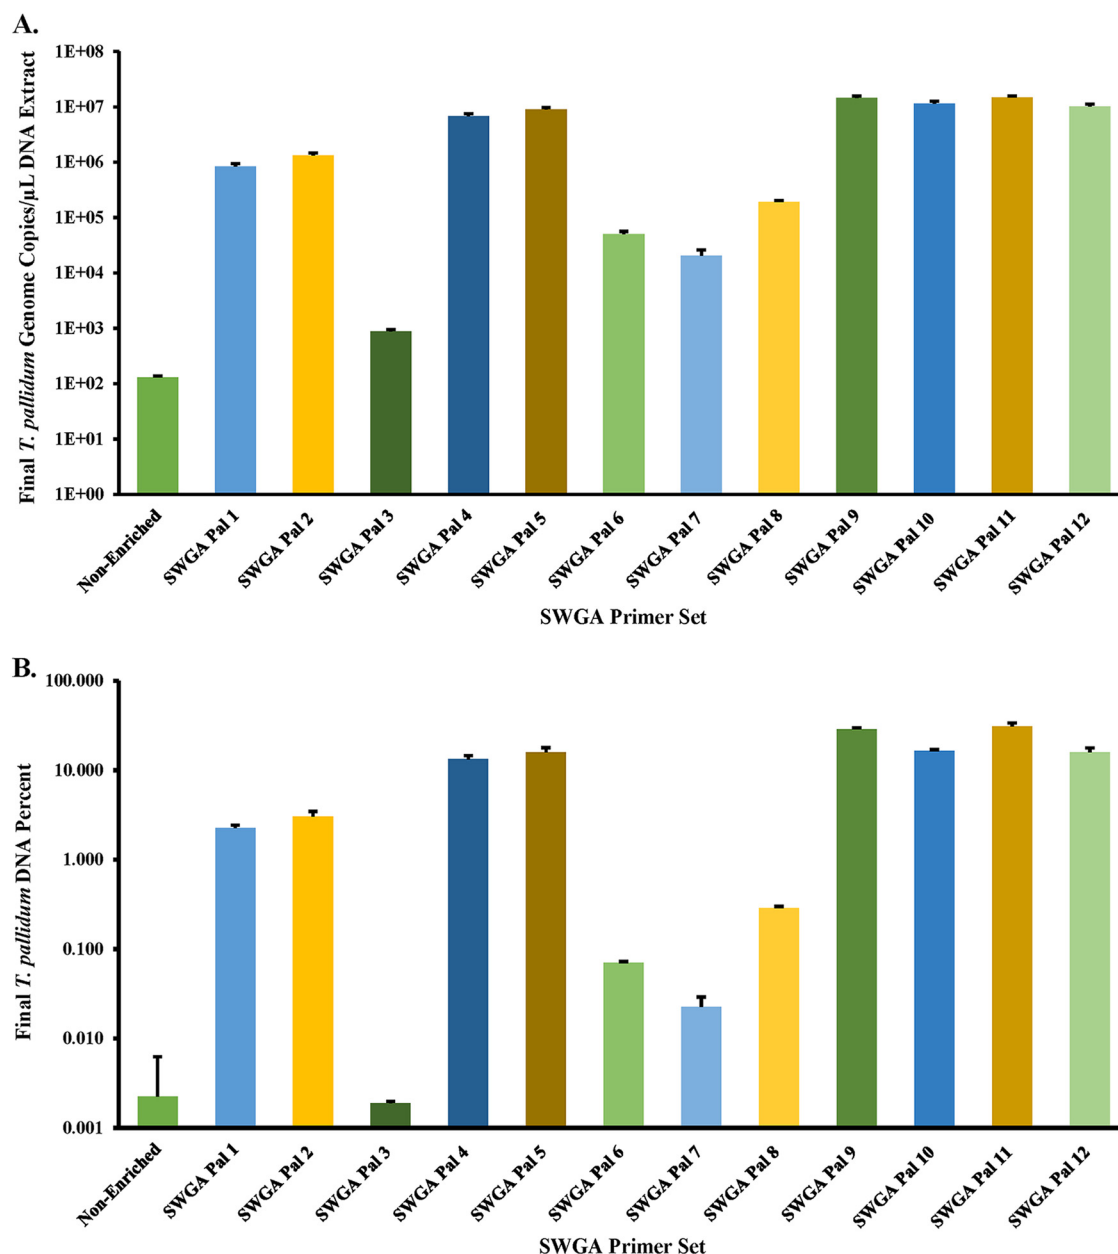 A.
Final T. pallidum Genome Copies/µL DNA Extract
1E+08
1E+07
1E+06
1E+05
1E+04
1E+03
1E+02
1E+01
1E+00
Non-Enriched
SWGA Pal 1
SWGA Pal 2
SWGA Pal 3
SWGA Pal 4
SWGA Pal 5
SWGA Pal 6
SWGA Pal 7
SWGA Pal 8
SWGA Pal 9
SWGA Pal 10
SWGA Pal 11
SWGA Pal 12
SWGA Primer Set
B.
Final T. pallidum DNA Percent
100.000
10.000
1.000
0.100
0.010
0.001
Non-Enriched
SWGA Pal 1
SWGA Pal 2
SWGA Pal 3
SWGA Pal 4
SWGA Pal 5
SWGA Pal 6
SWGA Pal 7
SWGA Pal 8
SWGA Pal 9
SWGA Pal 10
SWGA Pal 11
SWGA Pal 12
SWGA Primer Set